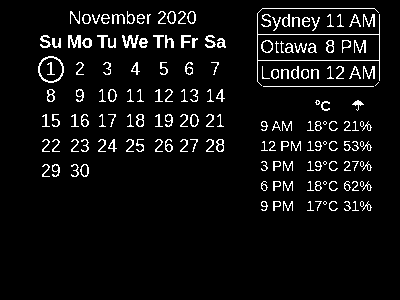 November 2020
Su Mo Tu We Th Fr Sa
1 2 3 4 5 6 7
8 9 10 11 12 13 14
15 16 17 18 19 20 21
22 23 24 25 26 27 28
29 30
Sydney 11 AM
Ottawa 8 PM
London 12 AM
°C ☂
9 AM 18°C 21%
12 PM 19°C 53%
3 PM 19°C 27%
6 PM 18°C 62%
9 PM 17°C 31%